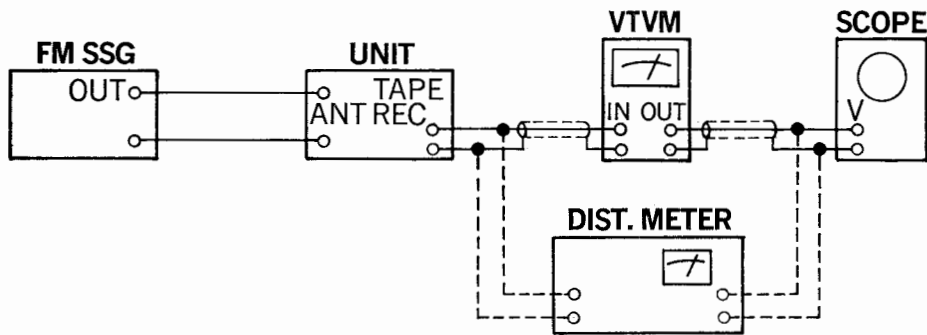 FM SSG
OUT
UNIT
TAPE
ANT REC
VTVM
IN OUT
SCOPE
V
DIST. METER